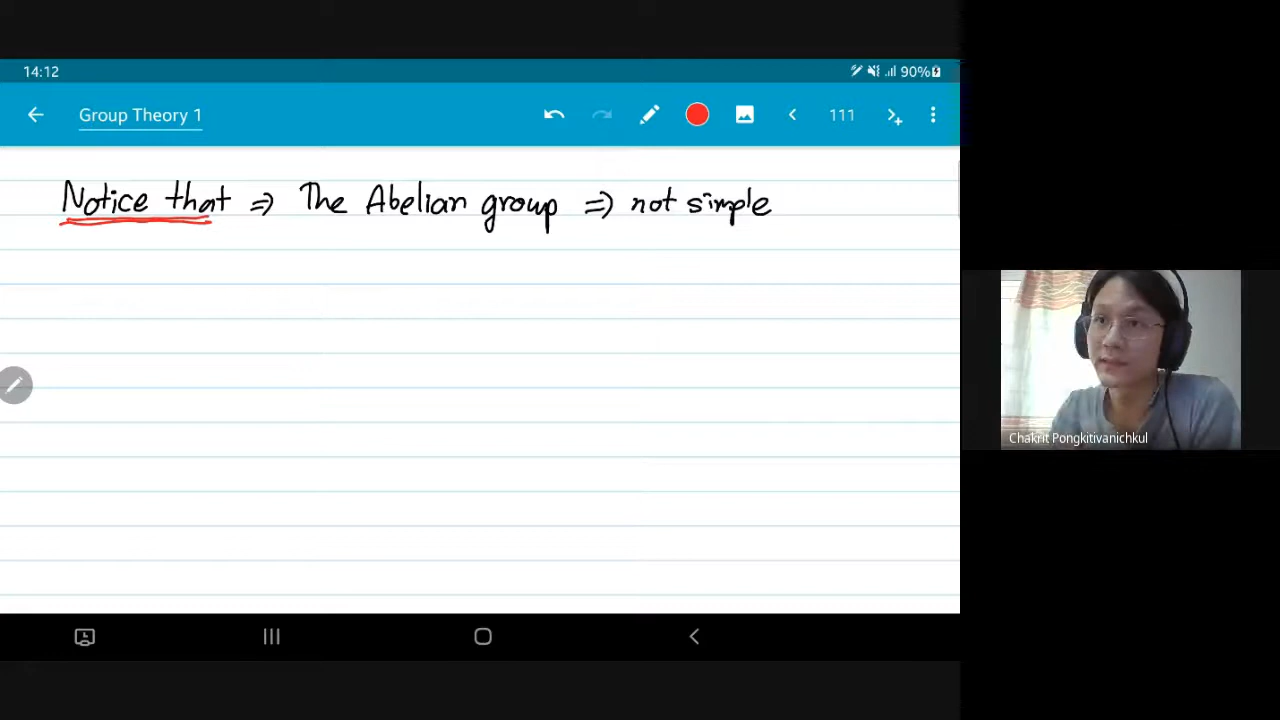 14:12 90%
Group Theory 1 111
Notice that ⇒ The Abelian group ⇒ not simple
Chakrit Pongkitivanichkul